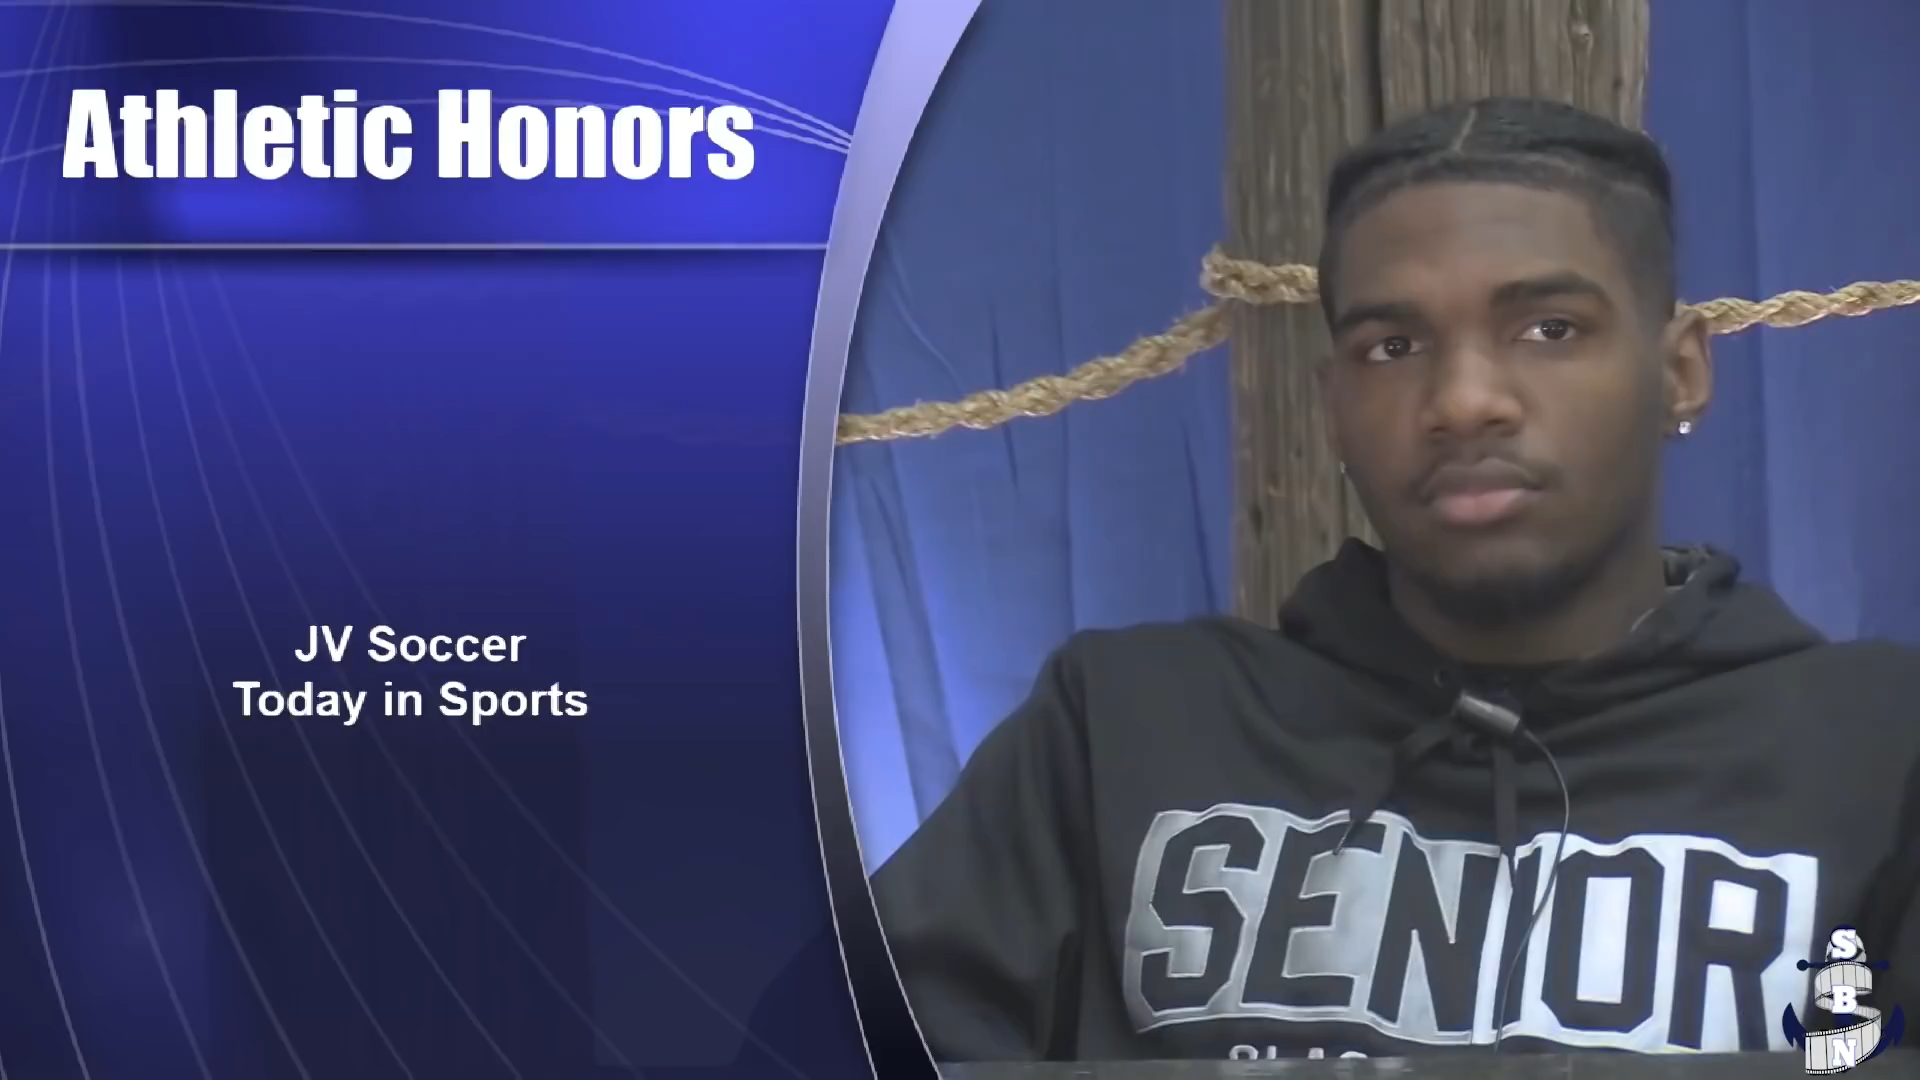 Athletic Honors
JV Soccer
Today in Sports
SENIOR
S
B
N